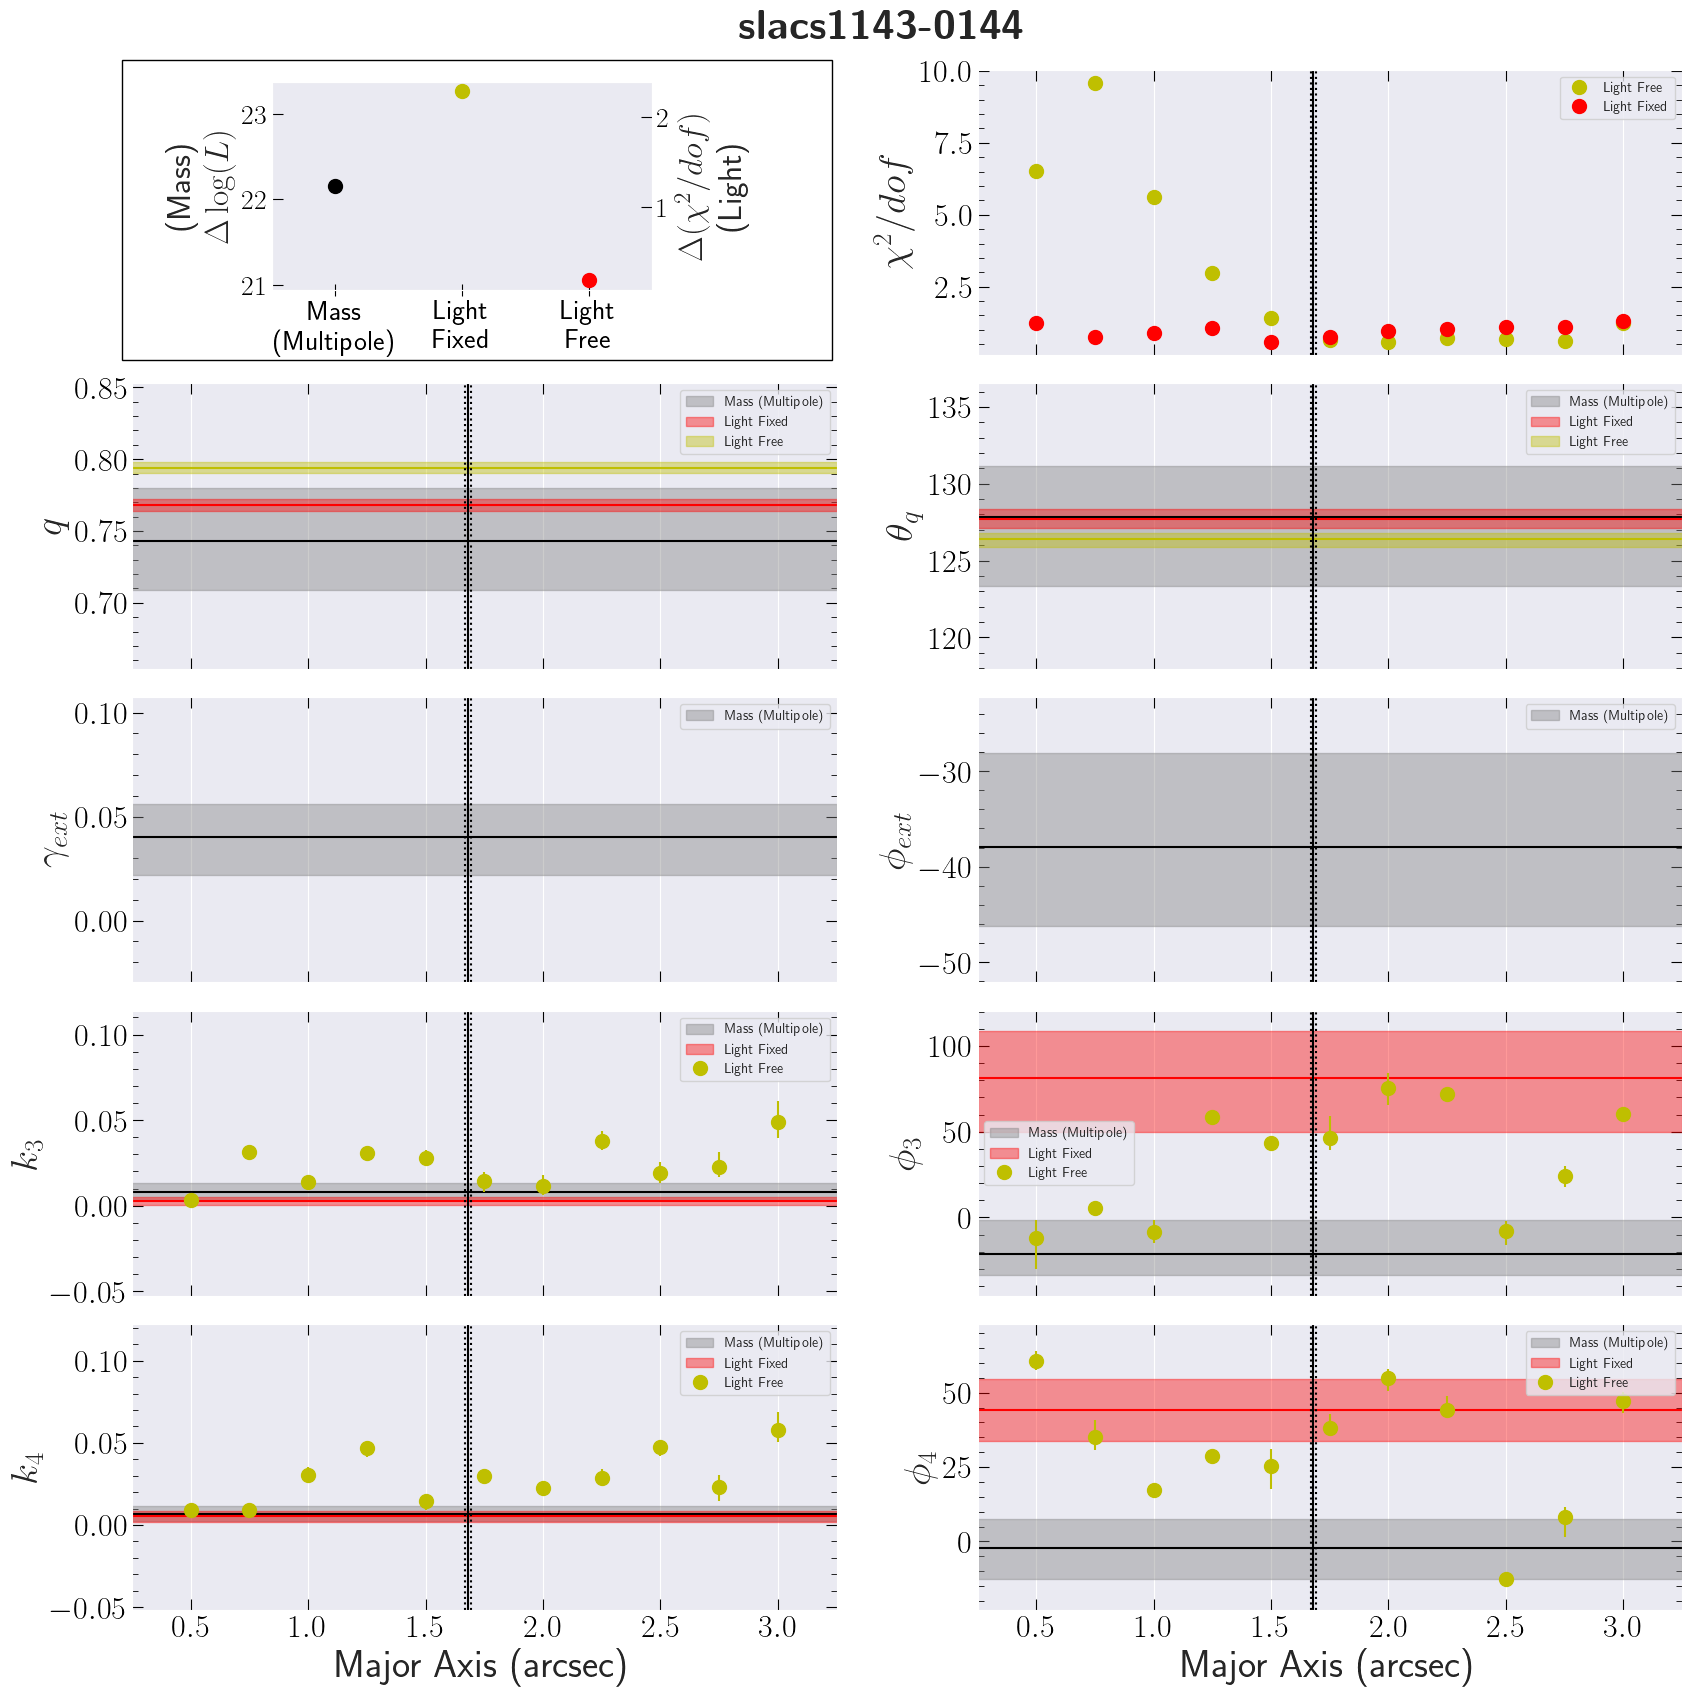 slacs1143-0144
(Mass)
Δ log(L)
23
22
21
2
1
Δ(χ²/dof)
(Light)
Mass
(Multipole)
Light
Fixed
Light
Free
χ²/dof
10.0
7.5
5.0
2.5
Light Free
Light Fixed
q
0.85
0.80
0.75
0.70
Mass (Multipole)
Light Fixed
Light Free
θ_q
135
130
125
120
Mass (Multipole)
Light Fixed
Light Free
γ_ext
0.10
0.05
0.00
Mass (Multipole)
ϕ_ext
−30
−40
−50
Mass (Multipole)
k₃
0.10
0.05
0.00
−0.05
Mass (Multipole)
Light Fixed
Light Free
ϕ₃
100
50
0
Mass (Multipole)
Light Fixed
Light Free
k₄
0.10
0.05
0.00
−0.05
Mass (Multipole)
Light Fixed
Light Free
0.5 1.0 1.5 2.0 2.5 3.0
Major Axis (arcsec)
ϕ₄
50
25
0
Mass (Multipole)
Light Fixed
Light Free
0.5 1.0 1.5 2.0 2.5 3.0
Major Axis (arcsec)